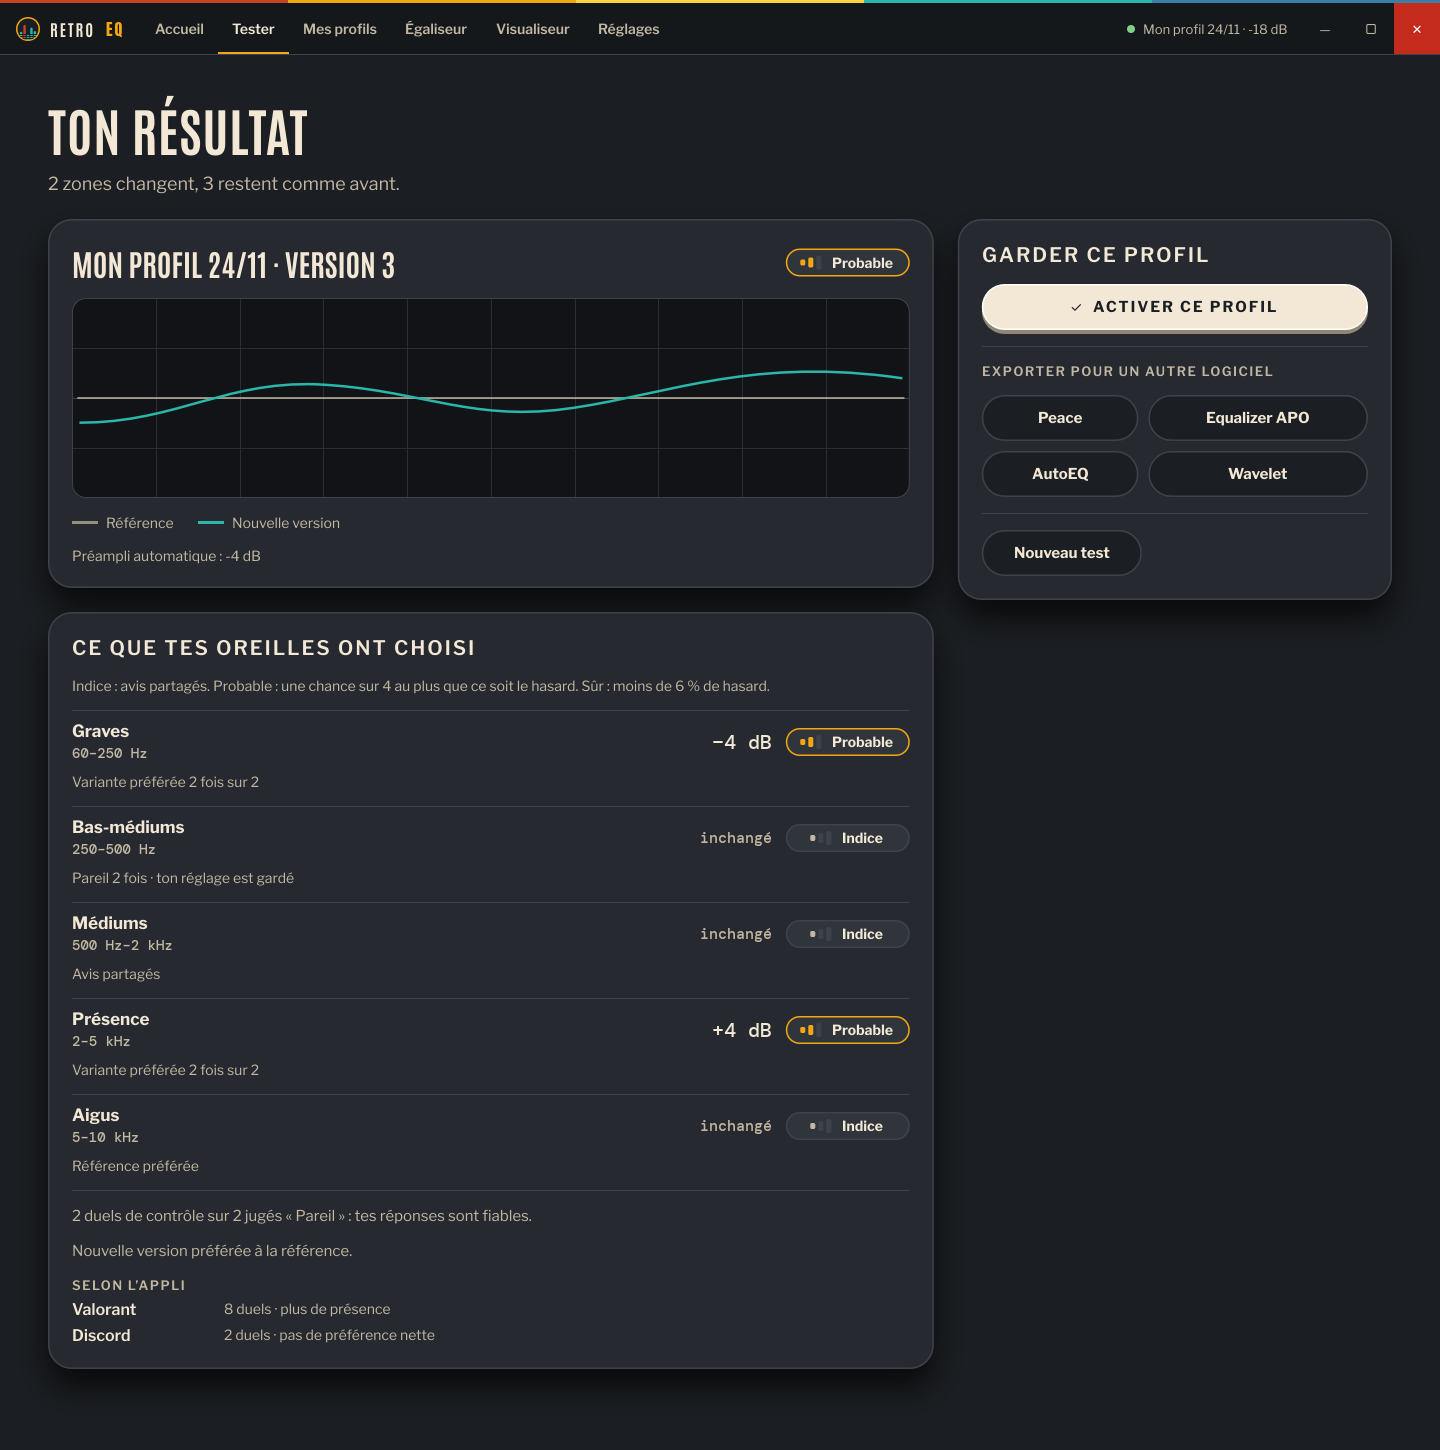 RETRO EQ Accueil Tester Mes profils Égaliseur Visualiseur Réglages Mon profil 24/11 · -18 dB
TON RÉSULTAT
2 zones changent, 3 restent comme avant.
MON PROFIL 24/11 · VERSION 3
Probable
Référence Nouvelle version
Préampli automatique : -4 dB
GARDER CE PROFIL
✓ ACTIVER CE PROFIL
EXPORTER POUR UN AUTRE LOGICIEL
Peace Equalizer APO
AutoEQ Wavelet
Nouveau test
CE QUE TES OREILLES ONT CHOISI
Indice : avis partagés. Probable : une chance sur 4 au plus que ce soit le hasard. Sûr : moins de 6 % de hasard.
Graves
60–250 Hz
−4 dB Probable
Variante préférée 2 fois sur 2
Bas-médiums
250–500 Hz
inchangé Indice
Pareil 2 fois · ton réglage est gardé
Médiums
500 Hz–2 kHz
inchangé Indice
Avis partagés
Présence
2–5 kHz
+4 dB Probable
Variante préférée 2 fois sur 2
Aigus
5–10 kHz
inchangé Indice
Référence préférée
2 duels de contrôle sur 2 jugés « Pareil » : tes réponses sont fiables.
Nouvelle version préférée à la référence.
SELON L'APPLI
Valorant 8 duels · plus de présence
Discord 2 duels · pas de préférence nette